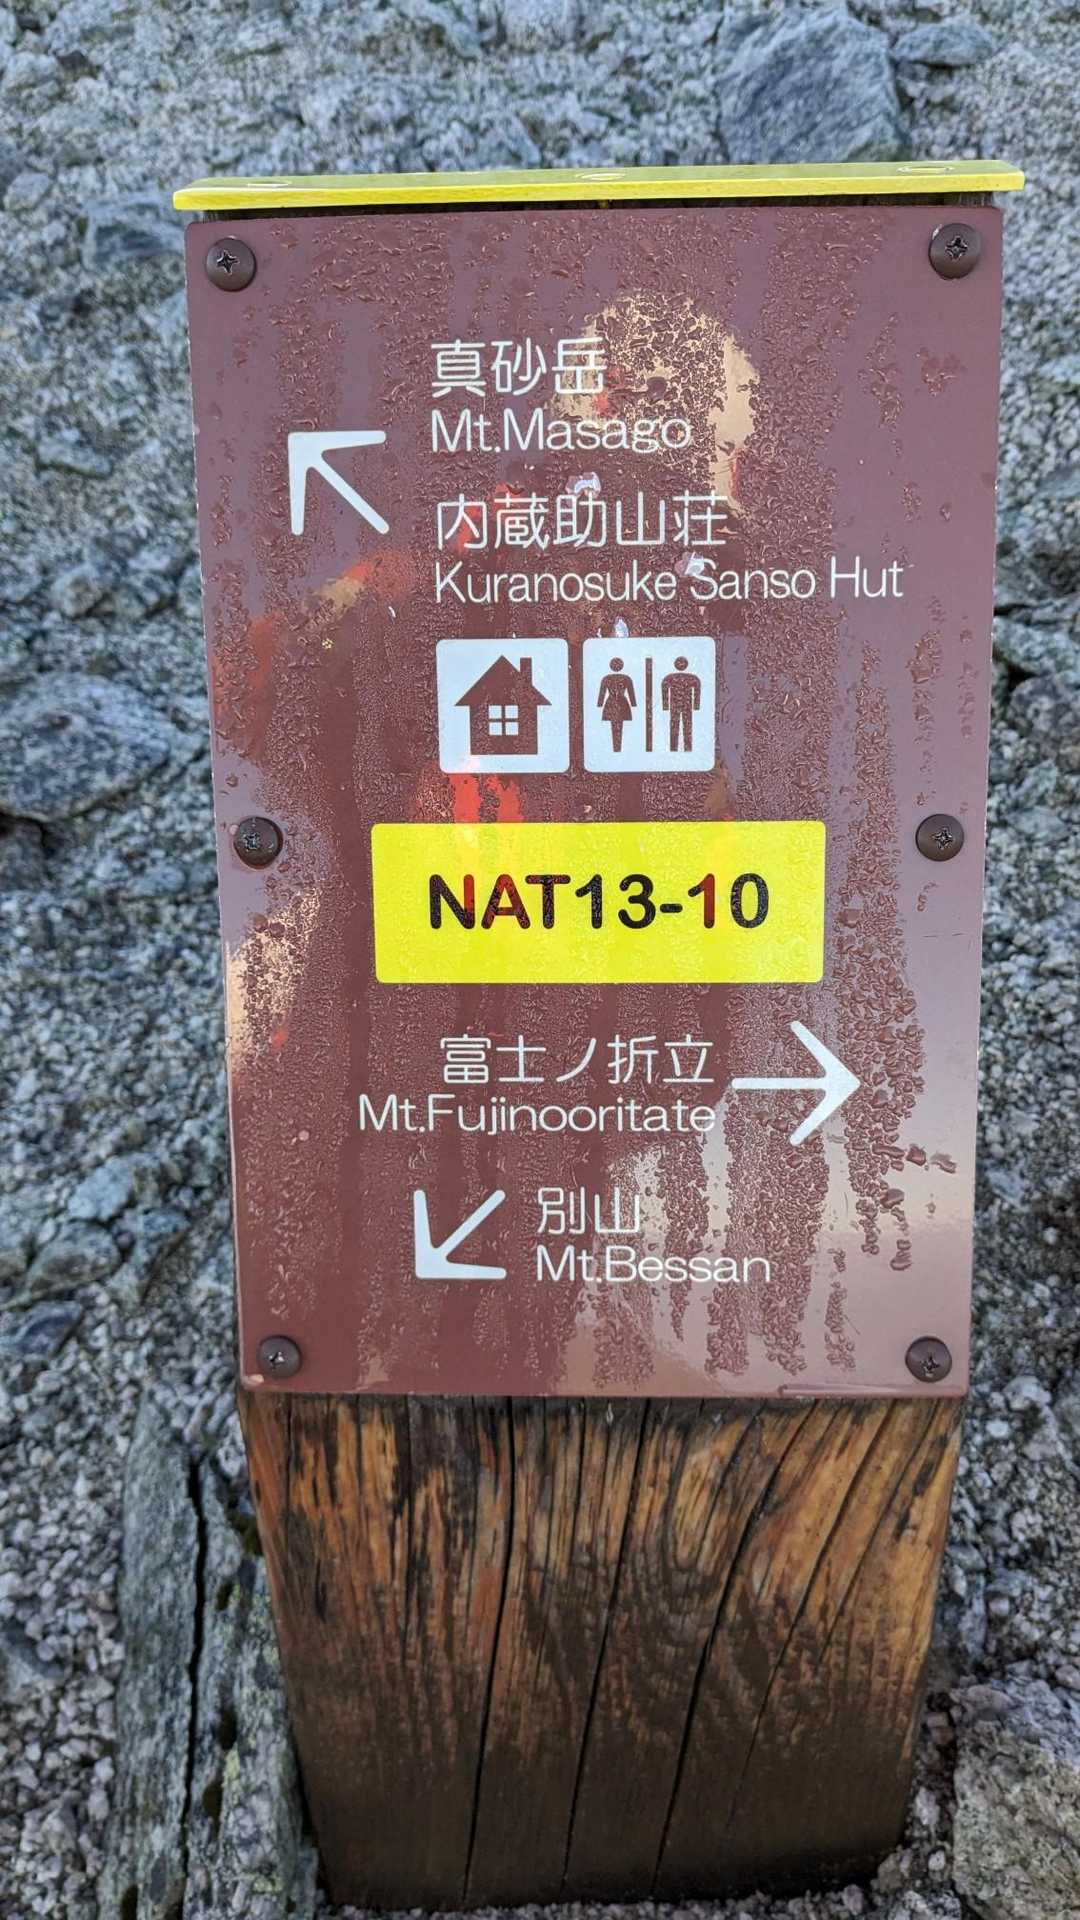 真砂岳
Mt.Masago
内蔵助山荘
Kuranosuke Sanso Hut
NAT13-10
富士ノ折立
Mt.Fujinooritate
別山
Mt.Bessan